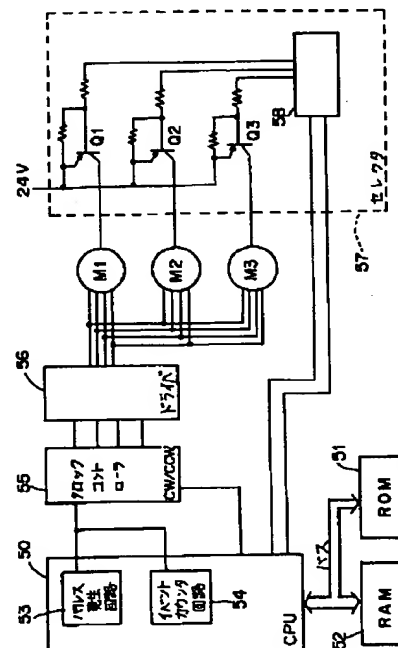 50
53
パルス
発生
回路
イベント
カウンタ
回路
54
CPU
52
RAM
バス
ROM
51
55
クロック
コント
ローラ
CW/CCW
56
ドライバ
M1
M2
M3
24V
Q1
Q2
Q3
58
セレクタ
57